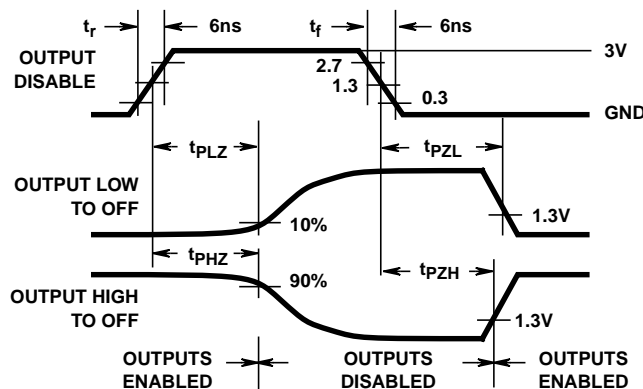 tr 6ns tf 6ns
OUTPUT
DISABLE
3V
2.7
1.3
0.3
GND
tPLZ tPZL
OUTPUT LOW
TO OFF
10%
1.3V
tPHZ tPZH
90%
OUTPUT HIGH
TO OFF
1.3V
OUTPUTS
ENABLED
OUTPUTS
DISABLED
OUTPUTS
ENABLED